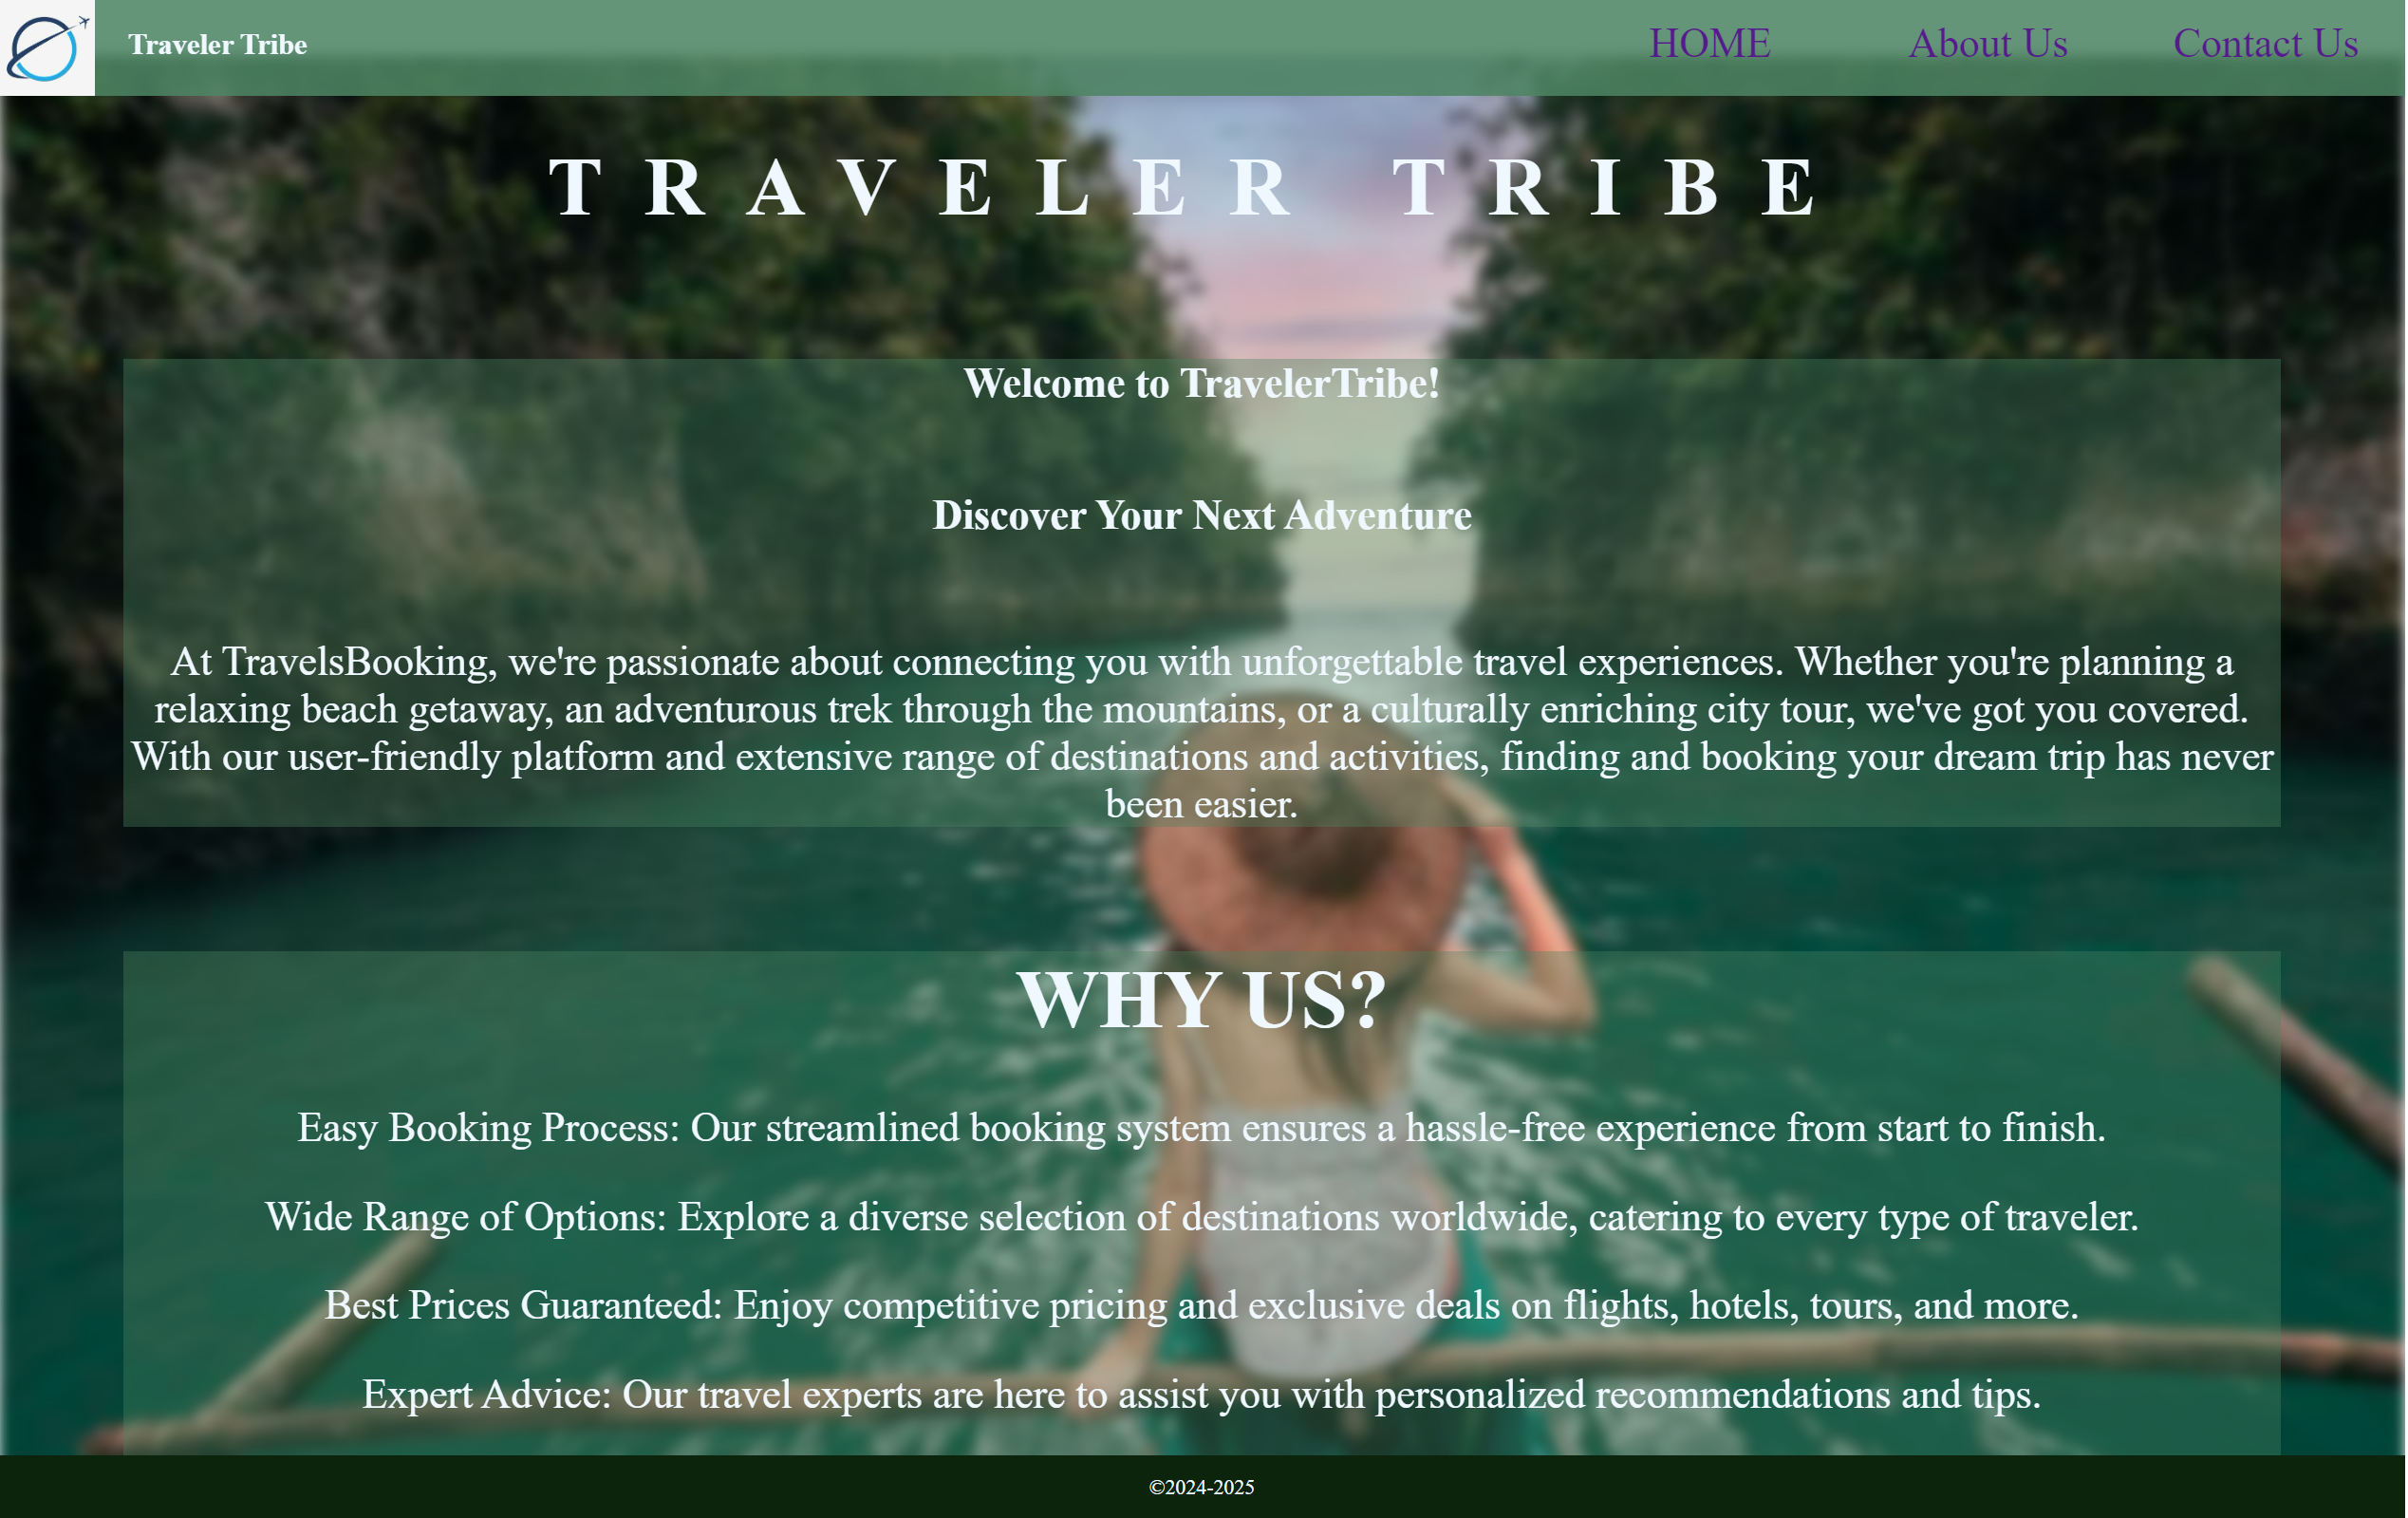 Traveler Tribe
HOME
About Us
Contact Us
TRAVELER TRIBE
Welcome to TravelerTribe!
Discover Your Next Adventure
At TravelsBooking, we're passionate about connecting you with unforgettable travel experiences. Whether you're planning a
relaxing beach getaway, an adventurous trek through the mountains, or a culturally enriching city tour, we've got you covered.
With our user-friendly platform and extensive range of destinations and activities, finding and booking your dream trip has never
been easier.
WHY US?
Easy Booking Process: Our streamlined booking system ensures a hassle-free experience from start to finish.
Wide Range of Options: Explore a diverse selection of destinations worldwide, catering to every type of traveler.
Best Prices Guaranteed: Enjoy competitive pricing and exclusive deals on flights, hotels, tours, and more.
Expert Advice: Our travel experts are here to assist you with personalized recommendations and tips.
©2024-2025